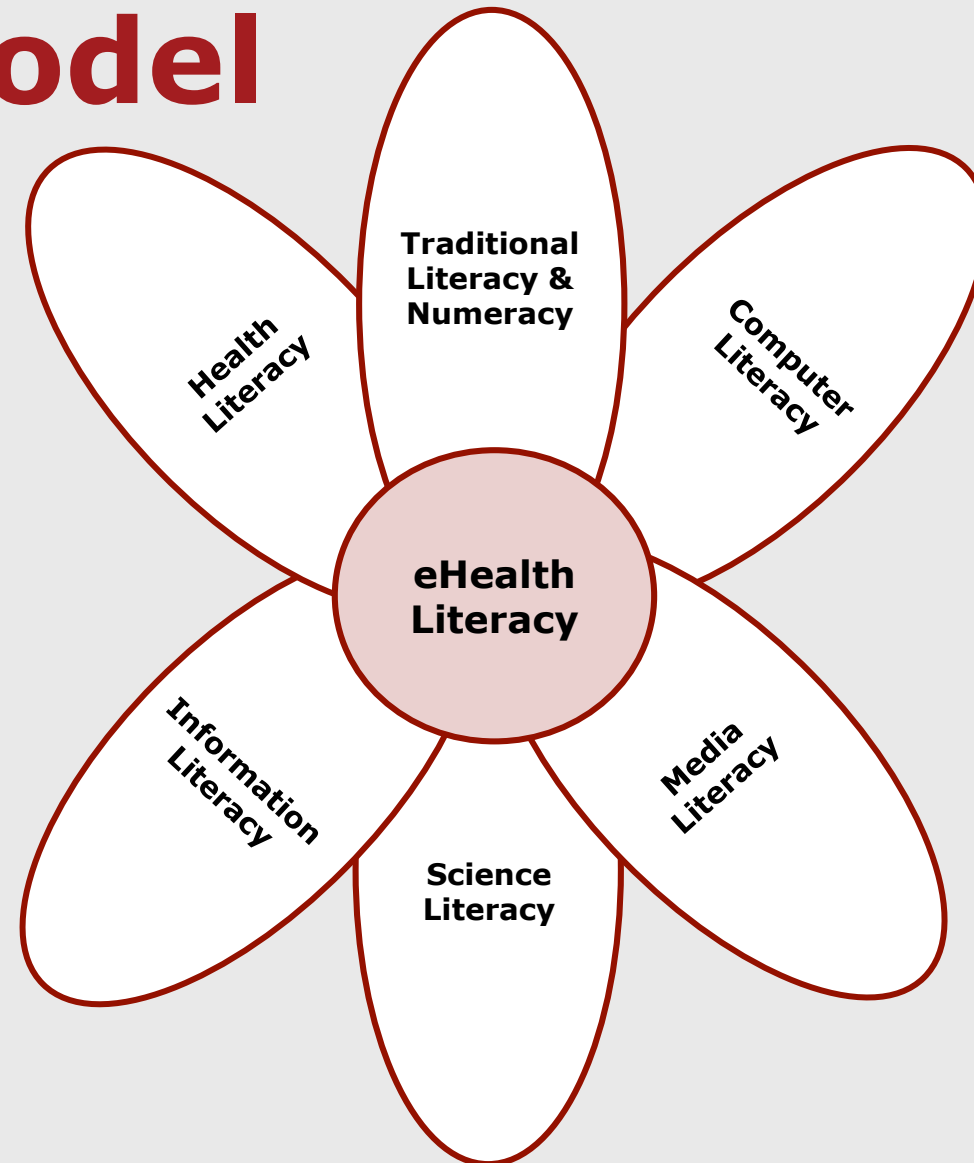 odel
Traditional
Literacy &
Numeracy
Health
Literacy
Computer
Literacy
eHealth
Literacy
Information
Literacy
Media
Literacy
Science
Literacy